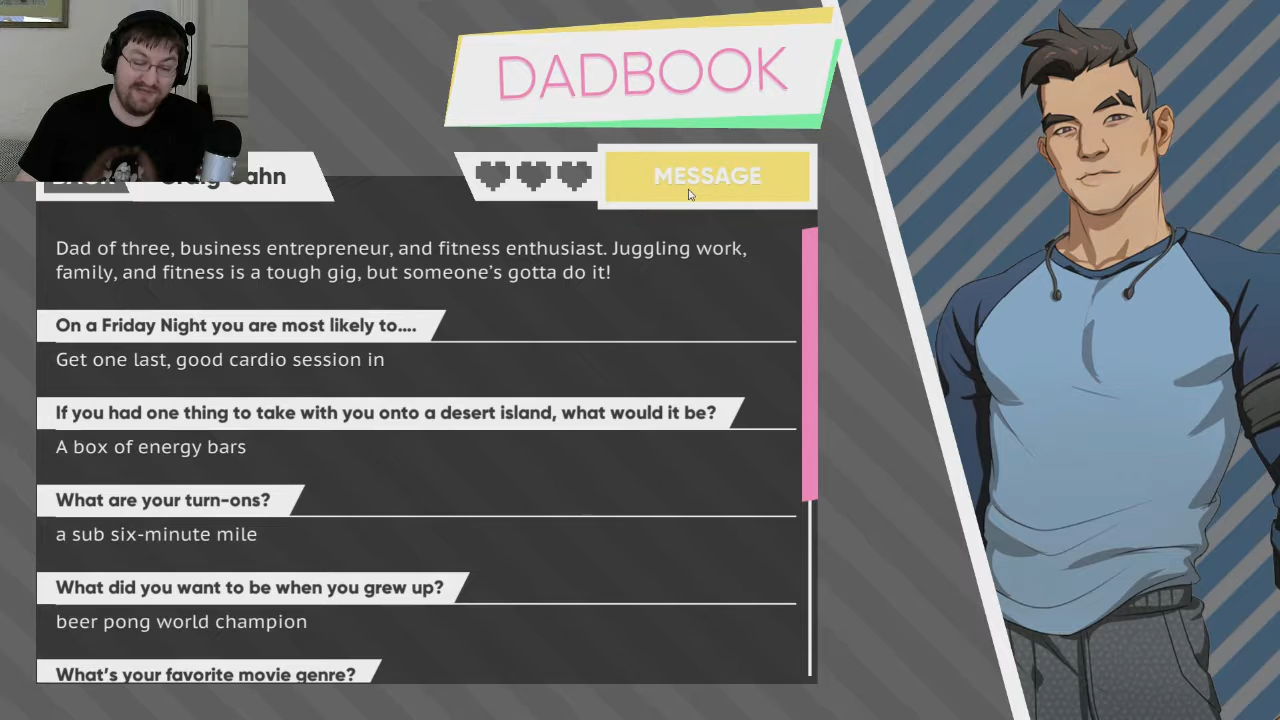 DADBOOK
MESSAGE
Dad of three, business entrepreneur, and fitness enthusiast. Juggling work,
family, and fitness is a tough gig, but someone's gotta do it!
On a Friday Night you are most likely to....
Get one last, good cardio session in
If you had one thing to take with you onto a desert island, what would it be?
A box of energy bars
What are your turn-ons?
a sub six-minute mile
What did you want to be when you grew up?
beer pong world champion
What's your favorite movie genre?